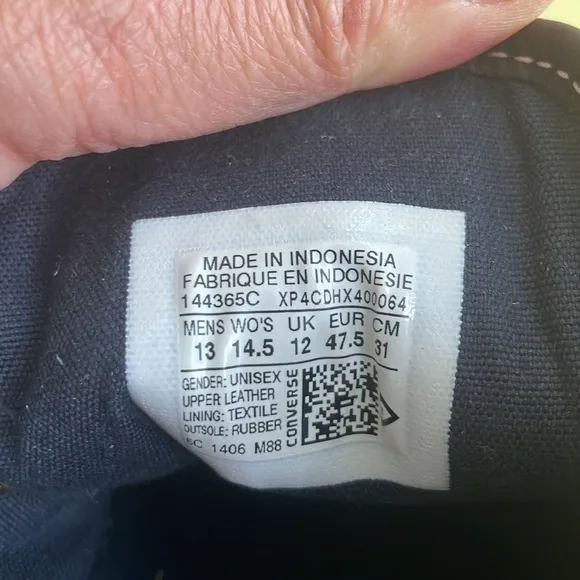 MADE IN INDONESIA
FABRIQUE EN INDONESIE
144365C XP4CDHX400064
MENS WO'S UK EUR CM
13 14.5 12 47.5 31
GENDER: UNISEX
UPPER LEATHER
LINING: TEXTILE
OUTSOLE: RUBBER
1406 M88
CONVERSE